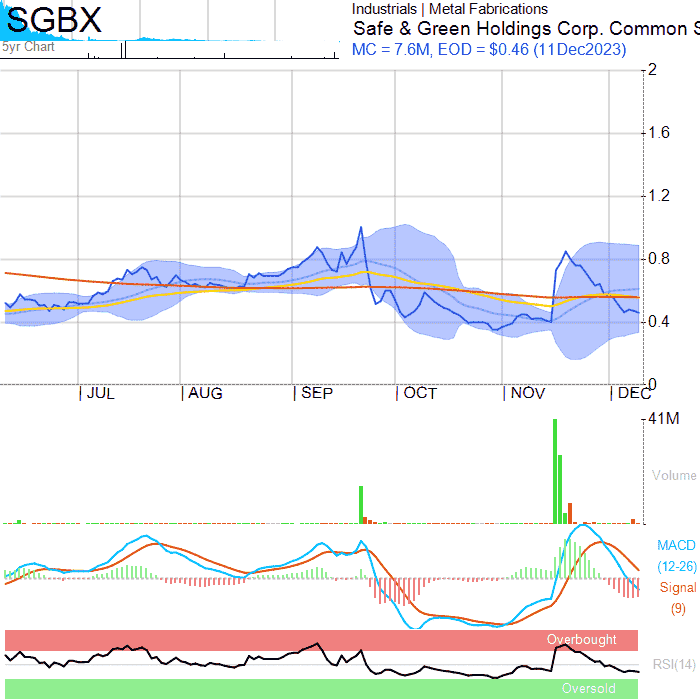 SGBX
5yr Chart
Industrials | Metal Fabrications
Safe & Green Holdings Corp. Common S
MC = 7.6M, EOD = $0.46 (11Dec2023)
2
1.6
1.2
0.8
0.4
0
JUL AUG SEP OCT NOV DEC
41M
Volume
MACD
(12-26)
Signal
(9)
Overbought
RSI(14)
Oversold